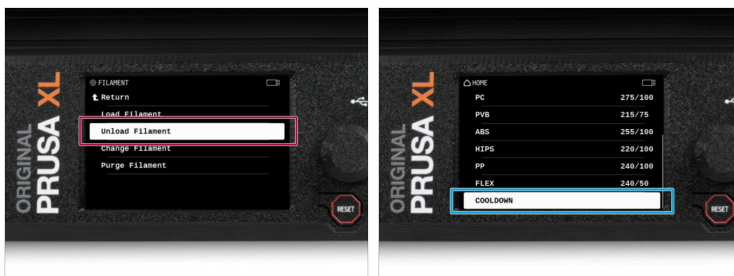 ORIGINAL
PRUSA XL
FILAMENT
Return
Load Filament
Unload Filament
Change Filament
Purge Filament
RESET
ORIGINAL
PRUSA XL
HOME
PC 275/100
PVB 215/75
ABS 255/100
HIPS 220/100
PP 240/100
FLEX 240/50
COOLDOWN
RESET